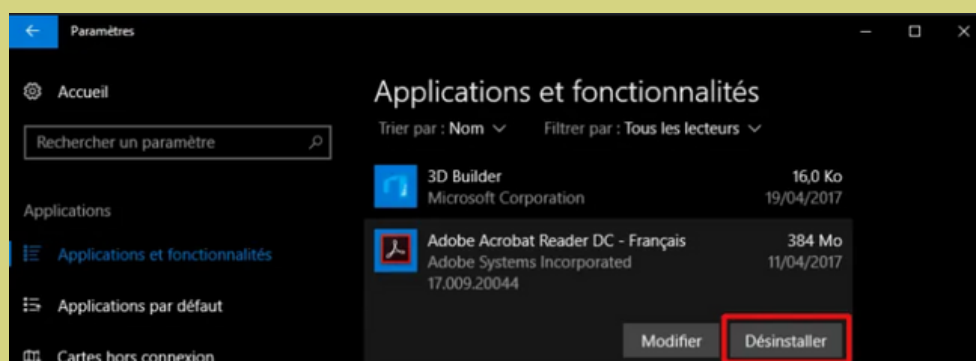 Paramètres
Accueil
Rechercher un paramètre
Applications
Applications et fonctionnalités
Applications par défaut
Cartes hors connexion
Applications et fonctionnalités
Trier par : Nom Filtrer par : Tous les lecteurs
3D Builder 16,0 Ko
Microsoft Corporation 19/04/2017
Adobe Acrobat Reader DC - Français 384 Mo
Adobe Systems Incorporated 11/04/2017
17.009.20044
Modifier Désinstaller